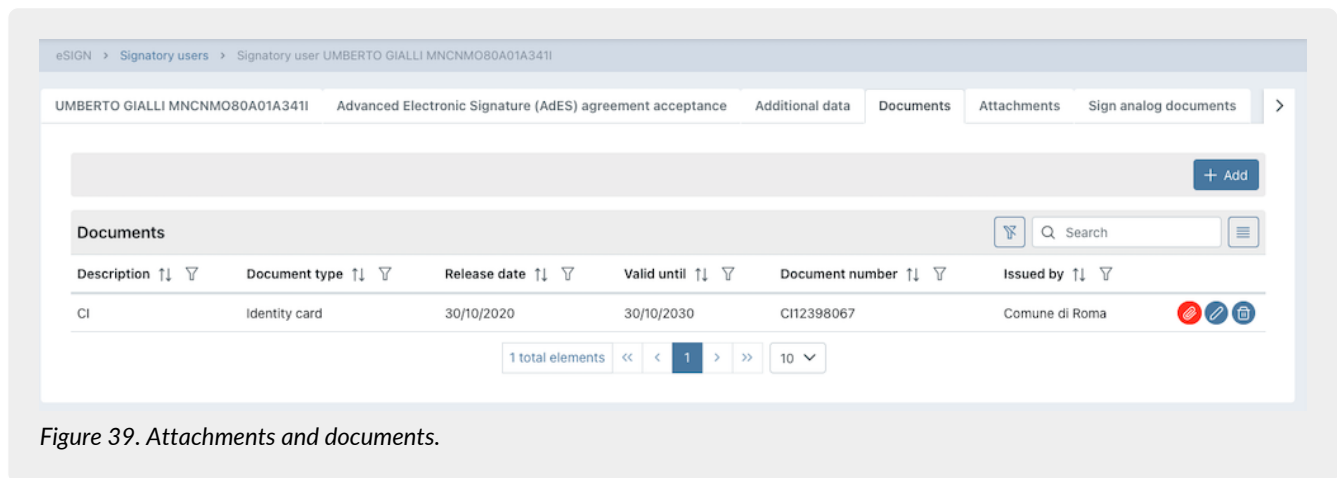 eSIGN > Signatory users > Signatory user UMBERTO GIALLI MNCNMO80A01A341I
UMBERTO GIALLI MNCNMO80A01A341I Advanced Electronic Signature (AdES) agreement acceptance Additional data Documents Attachments Sign analog documents >
+ Add
Documents Search
Description Document type Release date Valid until Document number Issued by
CI Identity card 30/10/2020 30/10/2030 CI12398067 Comune di Roma
1 total elements << < 1 > >> 10
Figure 39. Attachments and documents.